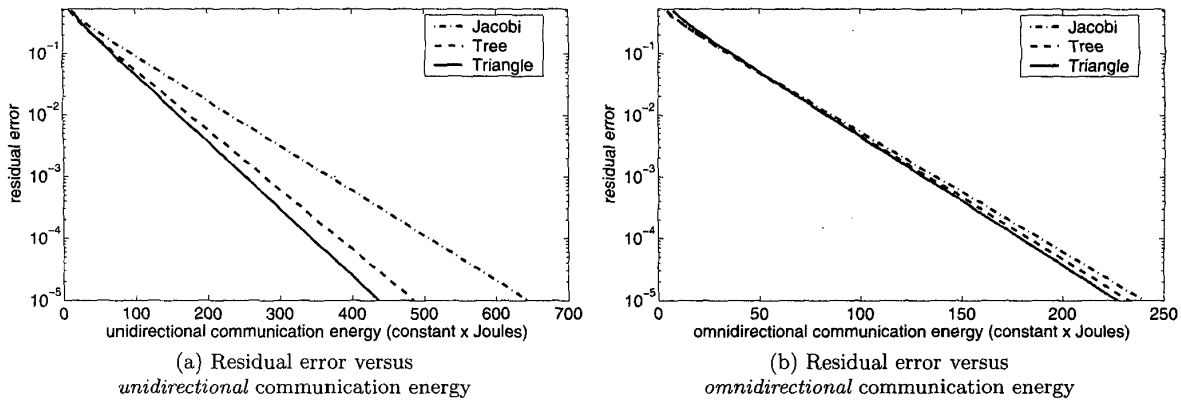 Jacobi
Tree
Triangle
10⁻¹
10⁻²
10⁻³
10⁻⁴
10⁻⁵
residual error
0 100 200 300 400 500 600 700
unidirectional communication energy (constant x Joules)
(a) Residual error versus
unidirectional communication energy
Jacobi
Tree
Triangle
10⁻¹
10⁻²
10⁻³
10⁻⁴
10⁻⁵
residual error
0 50 100 150 200 250
omnidirectional communication energy (constant x Joules)
(b) Residual error versus
omnidirectional communication energy